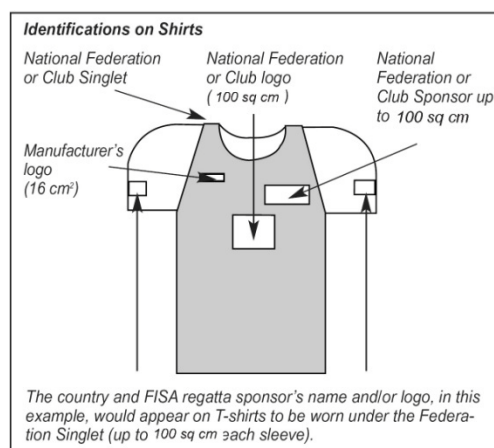 Identifications on Shirts
National Federation
or Club Singlet
National Federation
or Club logo
( 100 sq cm )
National
Federation or
Club Sponsor up
to 100 sq cm
Manufacturer's
logo
(16 cm²)
The country and FISA regatta sponsor's name and/or logo, in this
example, would appear on T-shirts to be worn under the Federa-
tion Singlet (up to 100 sq cm each sleeve).